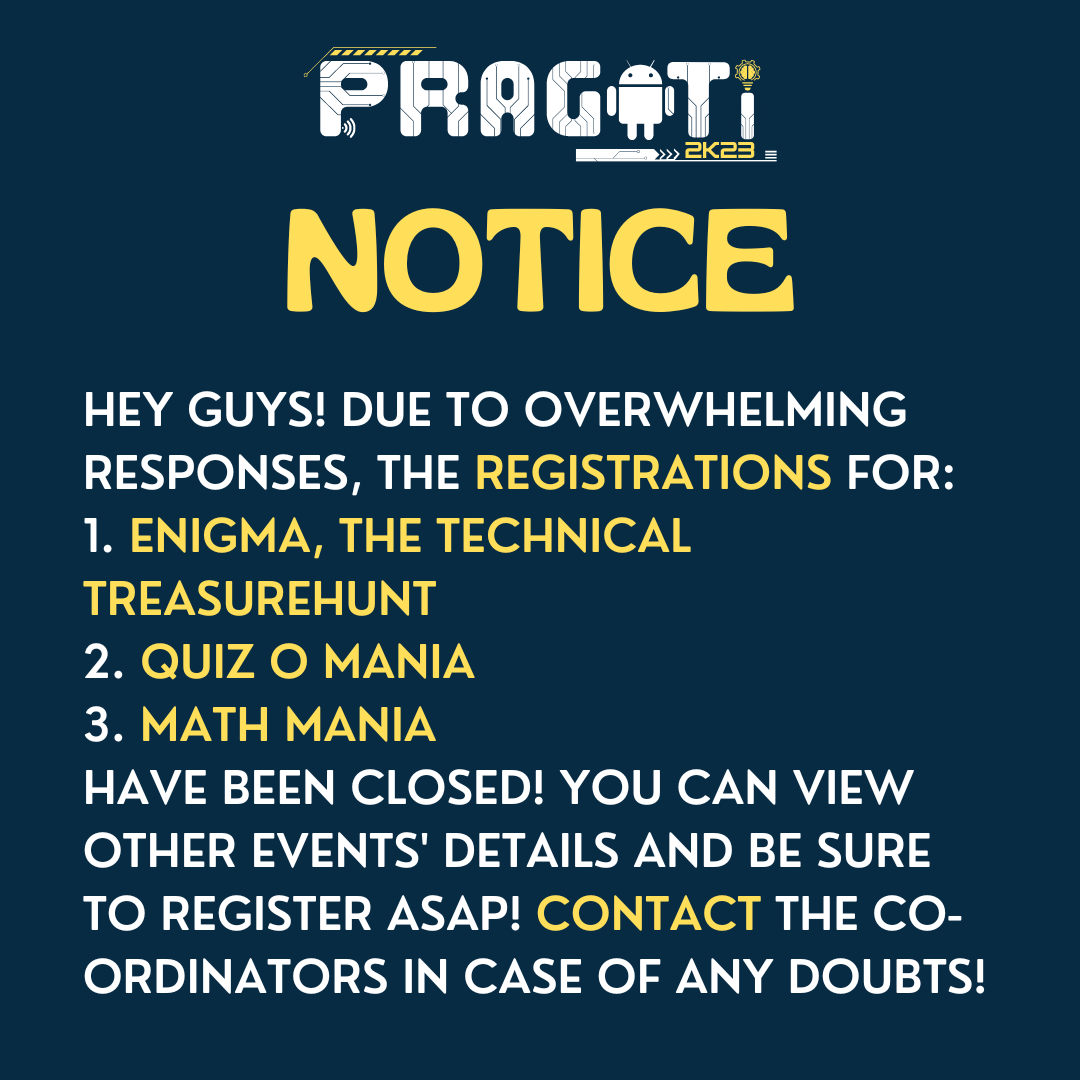 PRAGATI
2K23
NOTICE
HEY GUYS! DUE TO OVERWHELMING
RESPONSES, THE REGISTRATIONS FOR:
1. ENIGMA, THE TECHNICAL
TREASUREHUNT
2. QUIZ O MANIA
3. MATH MANIA
HAVE BEEN CLOSED! YOU CAN VIEW
OTHER EVENTS' DETAILS AND BE SURE
TO REGISTER ASAP! CONTACT THE CO-
ORDINATORS IN CASE OF ANY DOUBTS!